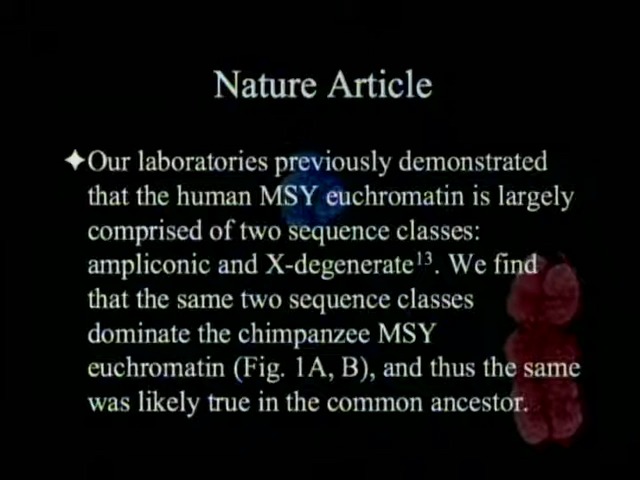 Nature Article
✦Our laboratories previously demonstrated
that the human MSY euchromatin is largely
comprised of two sequence classes:
ampliconic and X-degenerate¹³. We find
that the same two sequence classes
dominate the chimpanzee MSY
euchromatin (Fig. 1A, B), and thus the same
was likely true in the common ancestor.